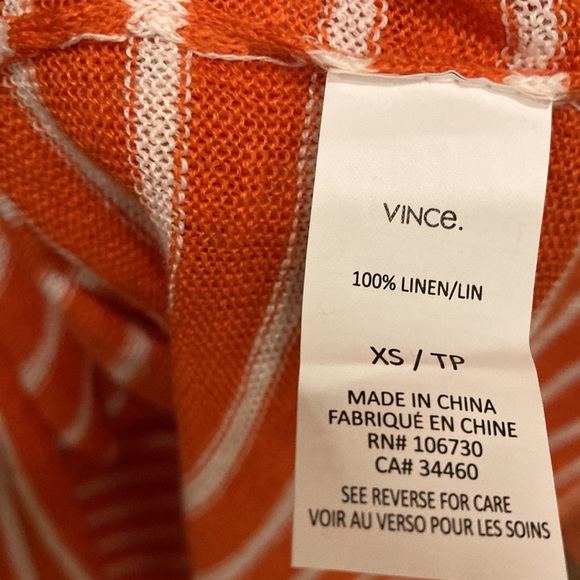 VINCe.
100% LINEN/LIN
XS / TP
MADE IN CHINA
FABRIQUÉ EN CHINE
RN# 106730
CA# 34460
SEE REVERSE FOR CARE
VOIR AU VERSO POUR LES SOINS